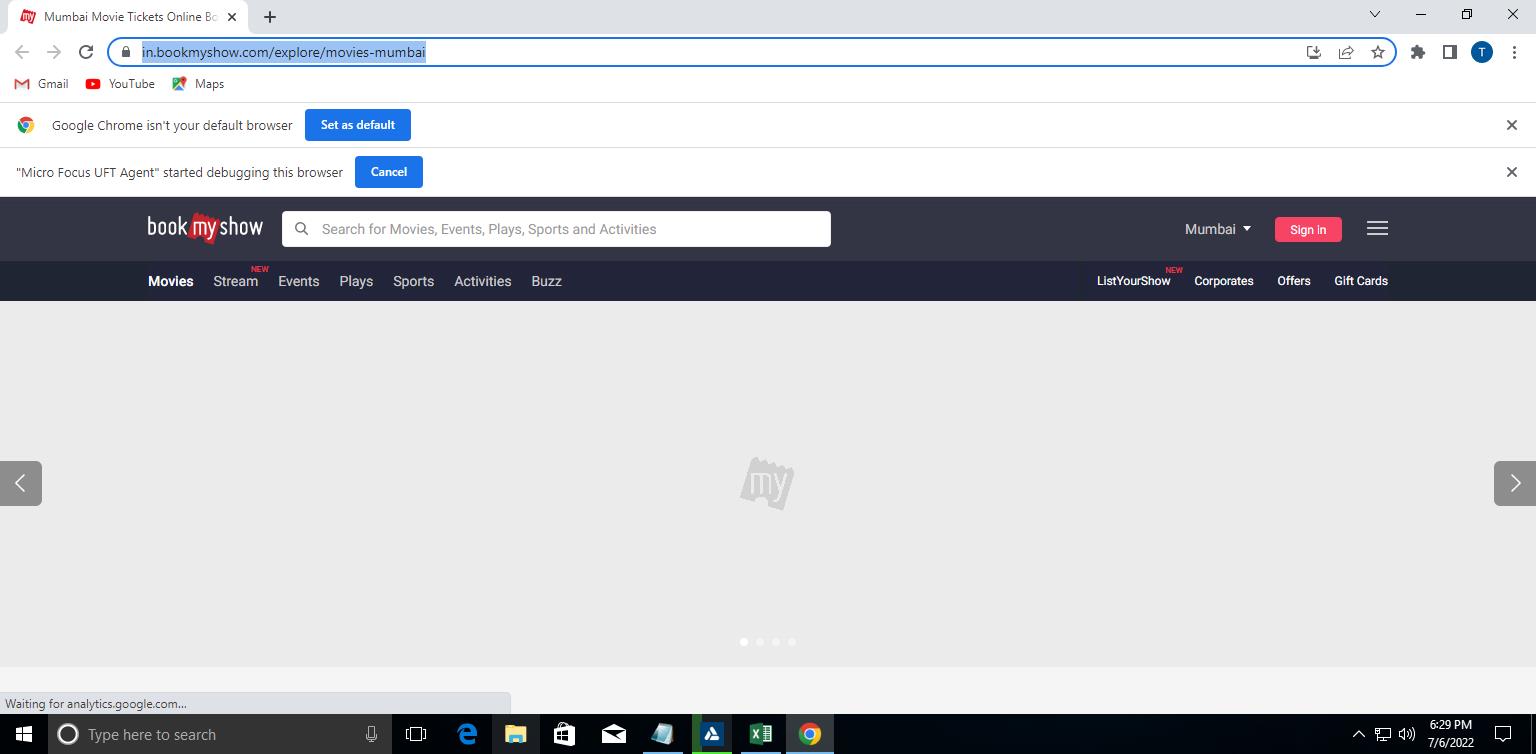 Mumbai Movie Tickets Online Bo
in.bookmyshow.com/explore/movies-mumbai
T
Gmail YouTube Maps
Google Chrome isn't your default browser Set as default
"Micro Focus UFT Agent" started debugging this browser Cancel
book my show Search for Movies, Events, Plays, Sports and Activities Mumbai Sign in
Movies Stream NEW Events Plays Sports Activities Buzz ListYourShow NEW Corporates Offers Gift Cards
my
Waiting for analytics.google.com...
Type here to search
6:29 PM
7/6/2022